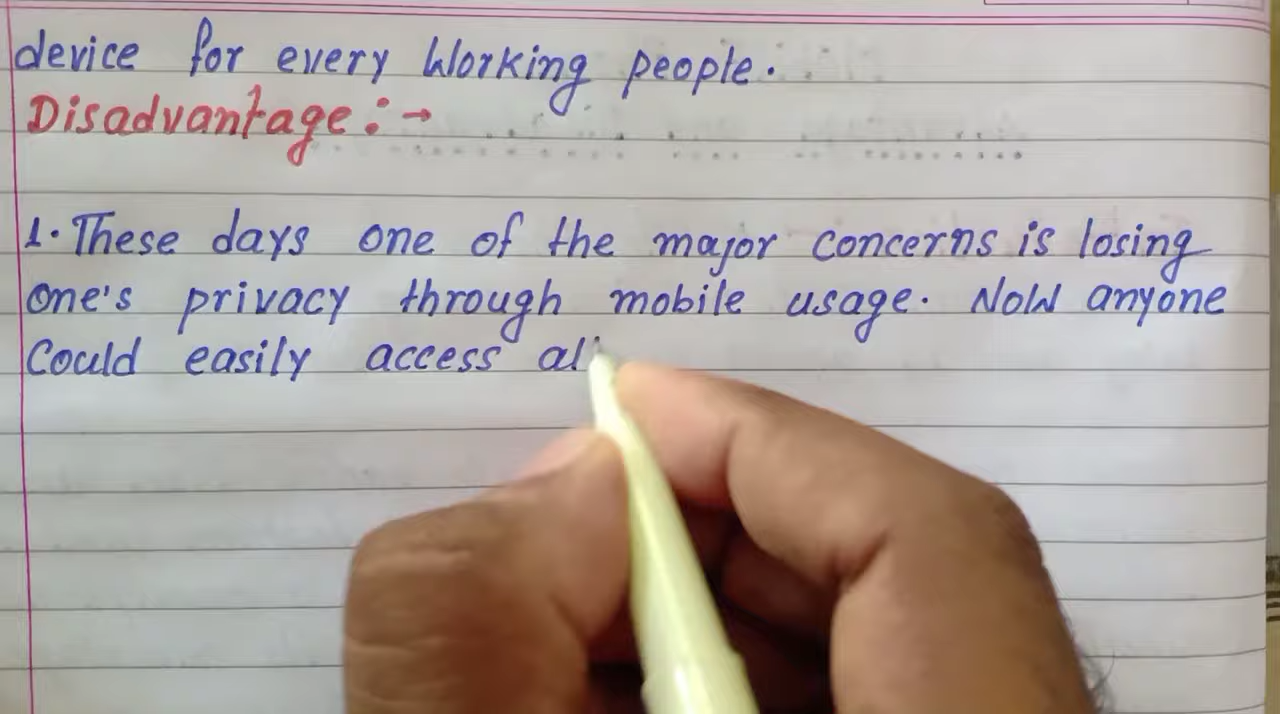 device for every Working people.
Disadvantage :→
1. These days one of the major concerns is losing
one's privacy through mobile usage. Now anyone
Could easily access al